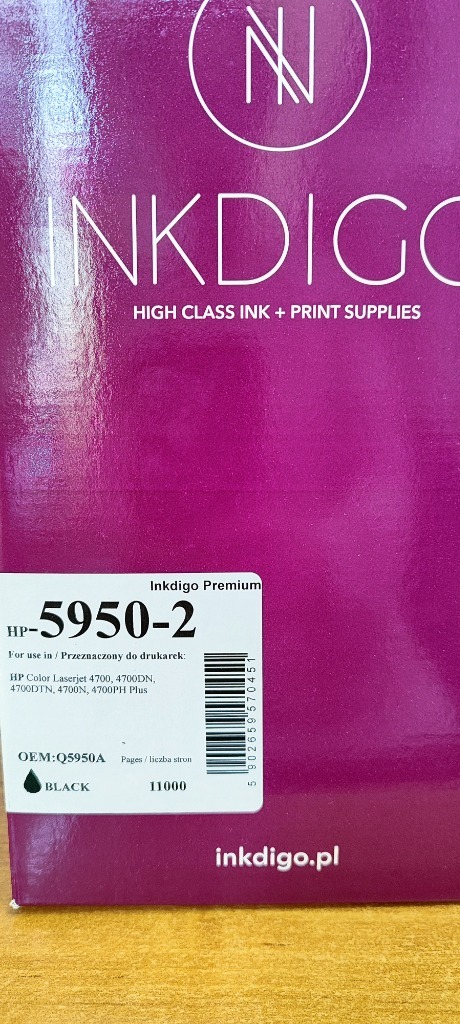 INKDIGO
HIGH CLASS INK + PRINT SUPPLIES
Inkdigo Premium
HP-5950-2
For use in / Przeznaczony do drukarek:
HP Color Laserjet 4700, 4700DN,
4700DTN, 4700N, 4700PH Plus
OEM:Q5950A Pages / liczba stron
BLACK 11000
5 902659 570451
inkdigo.pl